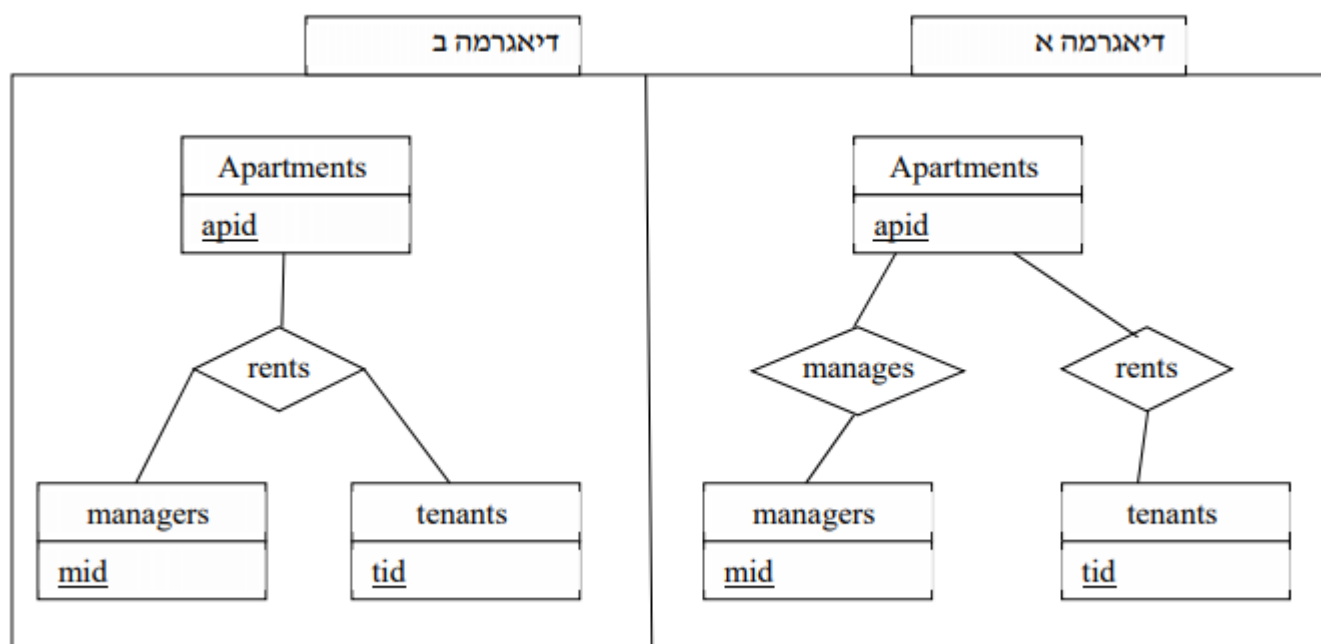 דיאגרמה א
Apartments
apid
manages
rents
managers
mid
tenants
tid
דיאגרמה ב
Apartments
apid
rents
managers
mid
tenants
tid